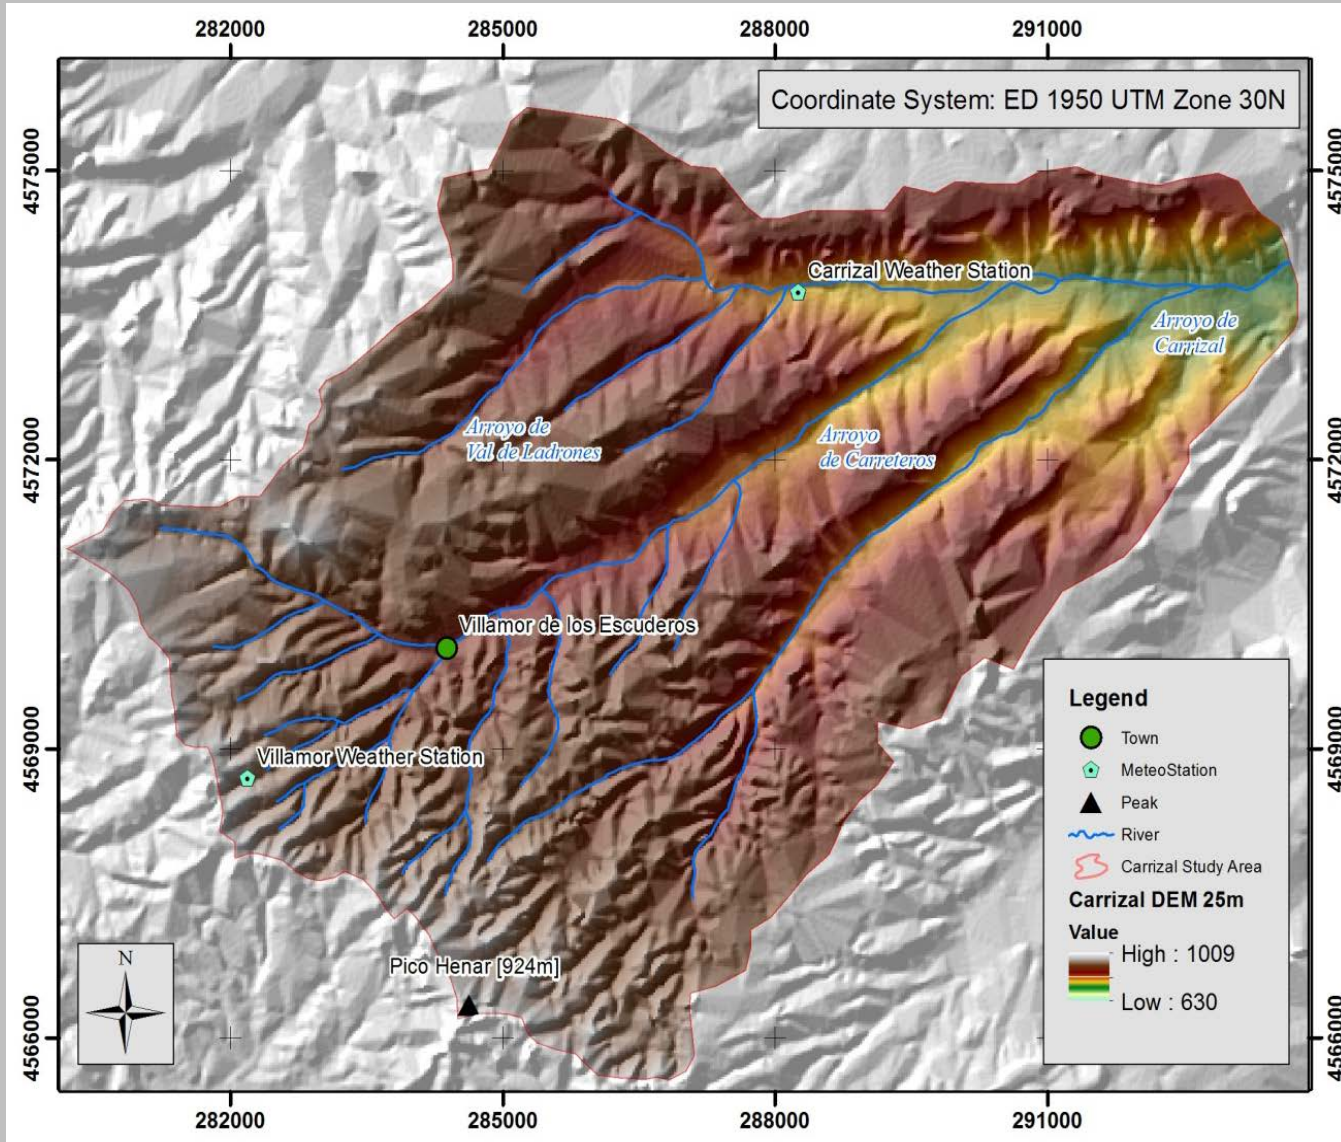 282000
285000
288000
291000
Coordinate System: ED 1950 UTM Zone 30N
4575000
4575000
Carrizal Weather Station
Arroyo de
Carrizal
Arroyo de
Val de Ladrones
Arroyo
de Carreteros
4572000
4572000
Villamor de los Escuderos
Villamor Weather Station
4569000
4569000
Legend
Town
MeteoStation
Peak
River
Carrizal Study Area
Carrizal DEM 25m
Value
High : 1009
Low : 630
N
Pico Henar [924m]
4566000
4566000
282000
285000
288000
291000